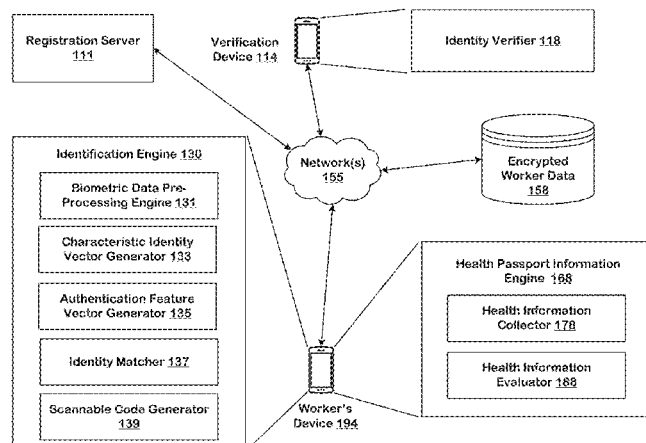 Registration Server
111
Verification
Device 114
Identity Verifier 118
Identification Engine 130
Network(s)
155
Encrypted
Worker Data
158
Biometric Data Pre-
Processing Engine 131
Characteristic Identity
Vector Generator 133
Authentication Feature
Vector Generator 135
Identity Matcher 137
Scannable Code Generator
139
Health Passport Information
Engine 168
Health Information
Collector 178
Health Information
Evaluator 188
Worker's
Device 194